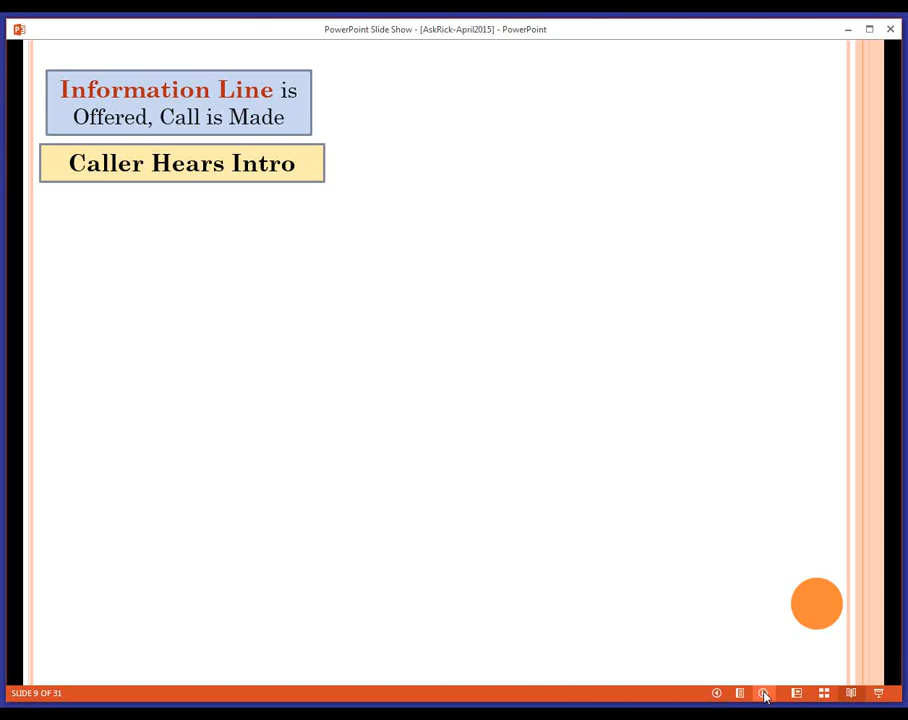 PowerPoint Slide Show - [AskRick-April2015] - PowerPoint
Information Line is
Offered, Call is Made
Caller Hears Intro
SLIDE 9 OF 31